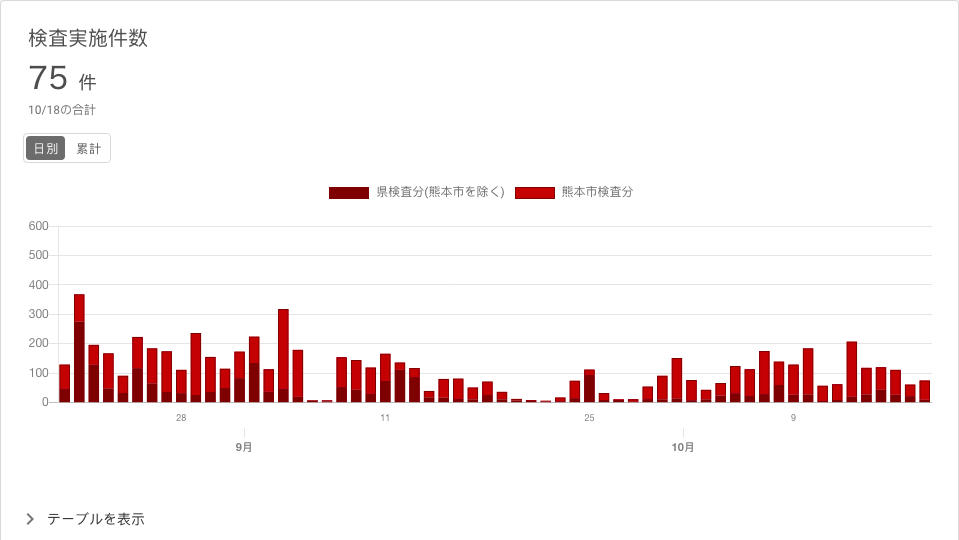 検査実施件数
75 件
10/18の合計
日別 累計
県検査分(熊本市を除く) 熊本市検査分
600
500
400
300
200
100
0
28 11 25 9
9月 10月
テーブルを表示